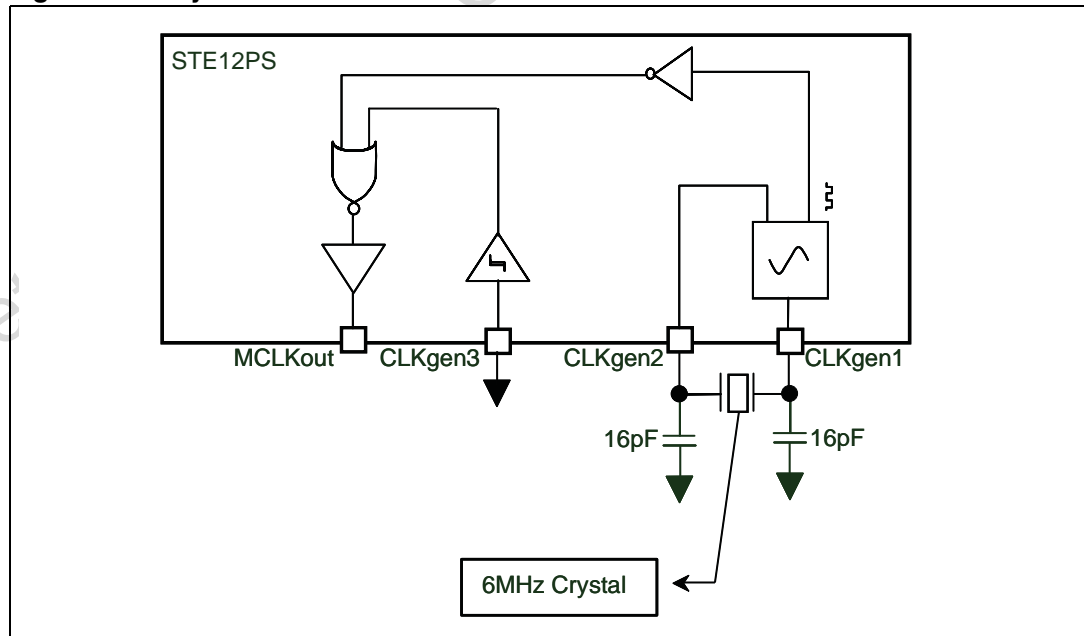 STE12PS
MCLKout
CLKgen3
CLKgen2
CLKgen1
16pF
16pF
6MHz Crystal